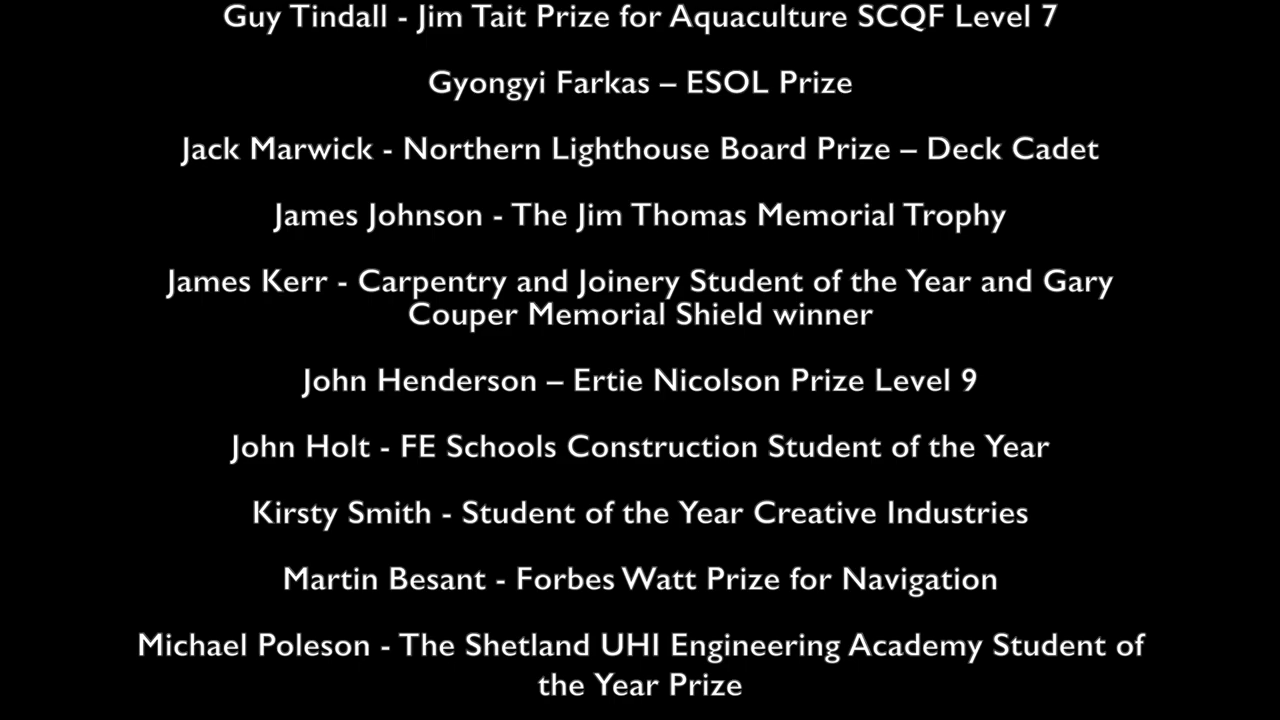 Guy Tindall - Jim Tait Prize for Aquaculture SCQF Level 7
Gyongyi Farkas – ESOL Prize
Jack Marwick - Northern Lighthouse Board Prize – Deck Cadet
James Johnson - The Jim Thomas Memorial Trophy
James Kerr - Carpentry and Joinery Student of the Year and Gary
Couper Memorial Shield winner
John Henderson – Ertie Nicolson Prize Level 9
John Holt - FE Schools Construction Student of the Year
Kirsty Smith - Student of the Year Creative Industries
Martin Besant - Forbes Watt Prize for Navigation
Michael Poleson - The Shetland UHI Engineering Academy Student of
the Year Prize